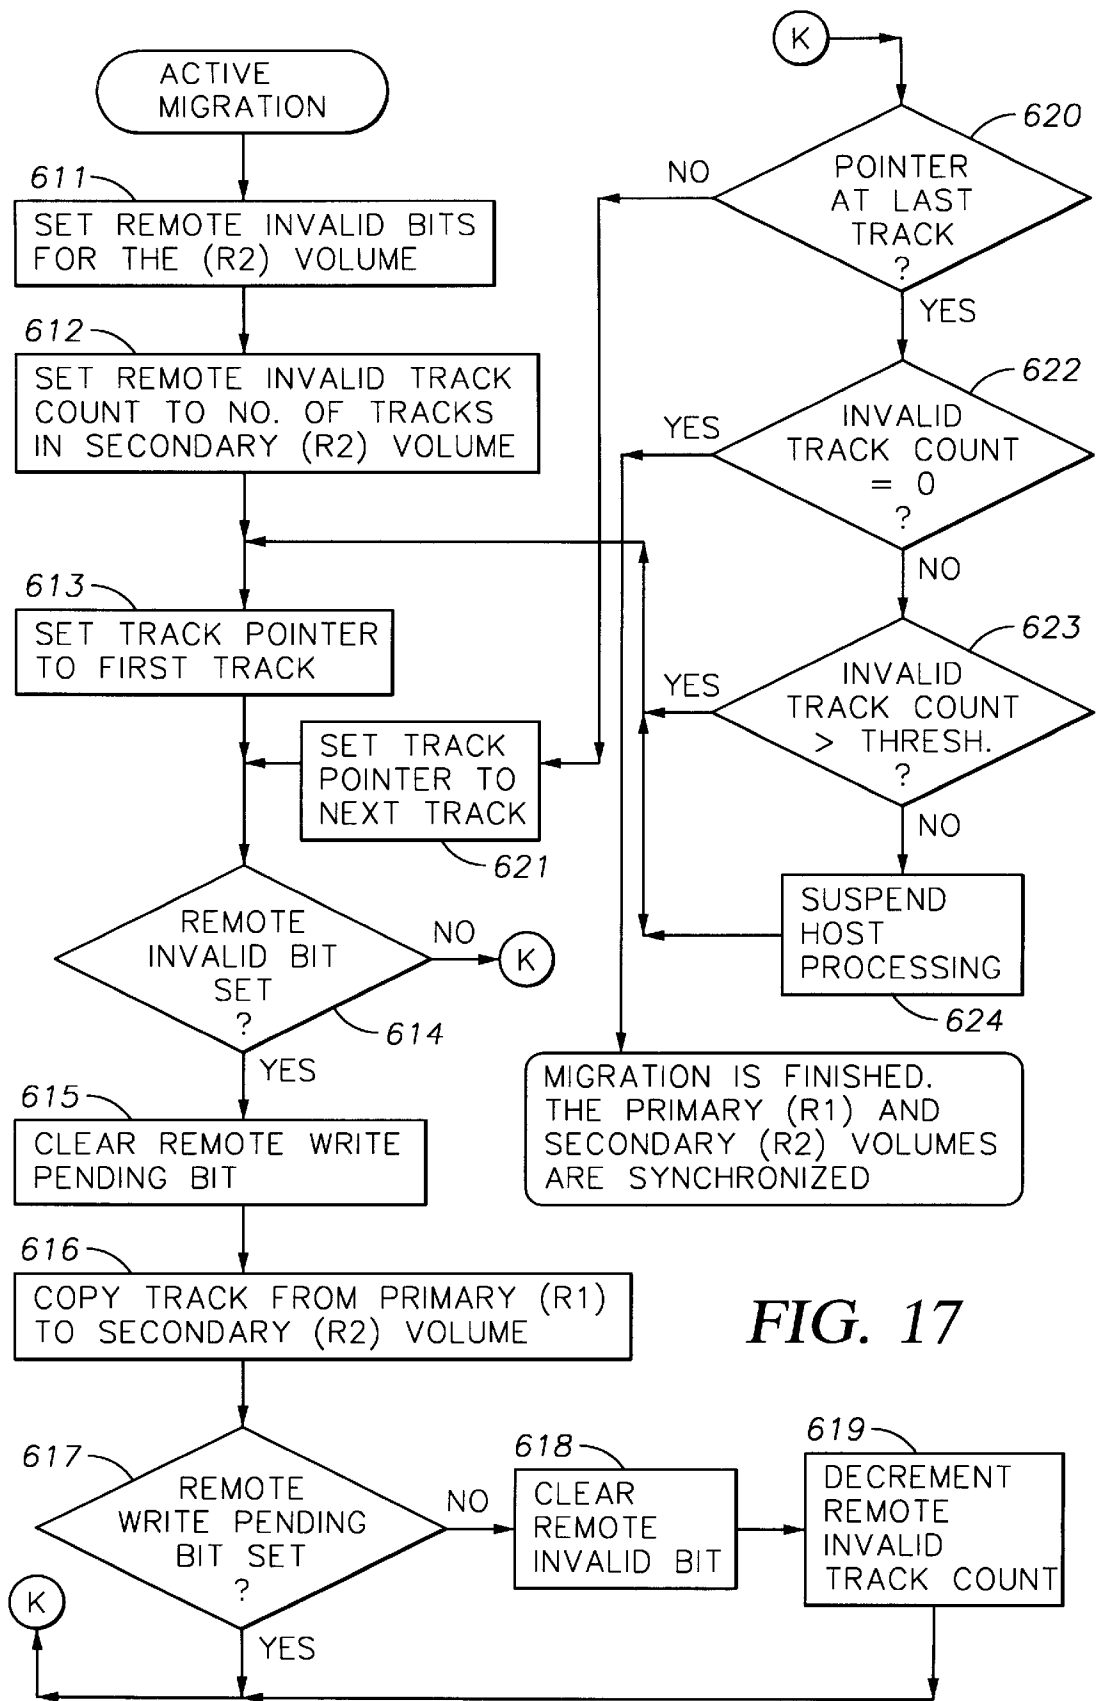 ACTIVE
MIGRATION
611
SET REMOTE INVALID BITS
FOR THE (R2) VOLUME
612
SET REMOTE INVALID TRACK
COUNT TO NO. OF TRACKS
IN SECONDARY (R2) VOLUME
613
SET TRACK POINTER
TO FIRST TRACK
SET TRACK
POINTER TO
NEXT TRACK
621
REMOTE
INVALID BIT
SET
?
614
NO
K
YES
615
CLEAR REMOTE WRITE
PENDING BIT
616
COPY TRACK FROM PRIMARY (R1)
TO SECONDARY (R2) VOLUME
617
REMOTE
WRITE PENDING
BIT SET
?
NO
618
CLEAR
REMOTE
INVALID BIT
619
DECREMENT
REMOTE
INVALID
TRACK COUNT
YES
K
K
620
POINTER
AT LAST
TRACK
?
NO
YES
622
INVALID
TRACK COUNT
= 0
?
YES
NO
623
INVALID
TRACK COUNT
> THRESH.
?
YES
NO
SUSPEND
HOST
PROCESSING
624
MIGRATION IS FINISHED.
THE PRIMARY (R1) AND
SECONDARY (R2) VOLUMES
ARE SYNCHRONIZED
FIG. 17